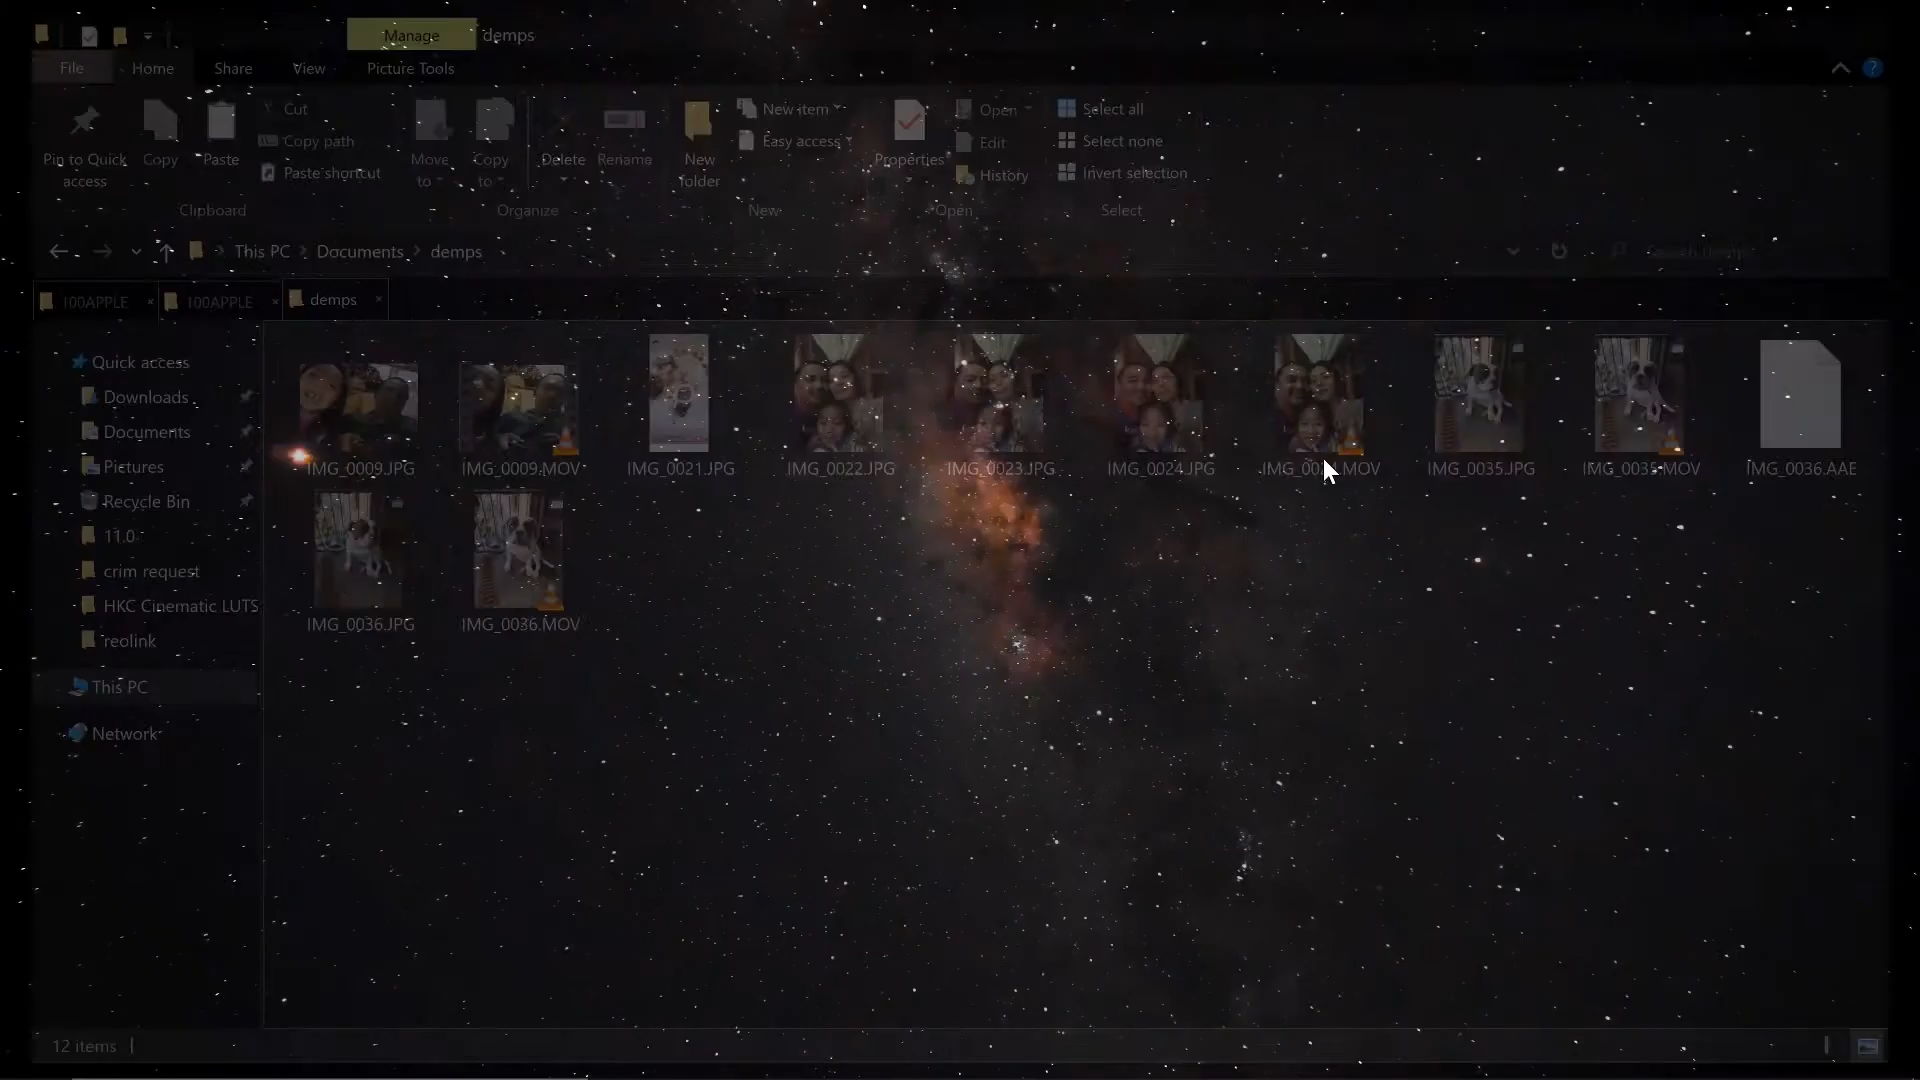 Manage demps
File Home Share View Picture Tools
Pin to Quick access
Copy
Paste
Cut
Copy path
Paste shortcut
Move to
Copy to
Delete
Rename
New folder
New item
Easy access
Properties
Open
Edit
History
Select all
Select none
Invert selection
Clipboard Organize New Open Select
This PC > Documents > demps
100APPLE × 100APPLE × demps ×
Quick access
Downloads
Documents
Pictures
Recycle Bin
11.0
crim request
HKC Cinematic LUTS
reolink
This PC
Network
IMG_0009.JPG IMG_0009.MOV IMG_0021.JPG IMG_0022.JPG IMG_0023.JPG IMG_0024.JPG IMG_0035.JPG IMG_0035.MOV IMG_0036.AAE
IMG_0036.JPG IMG_0036.MOV
12 items